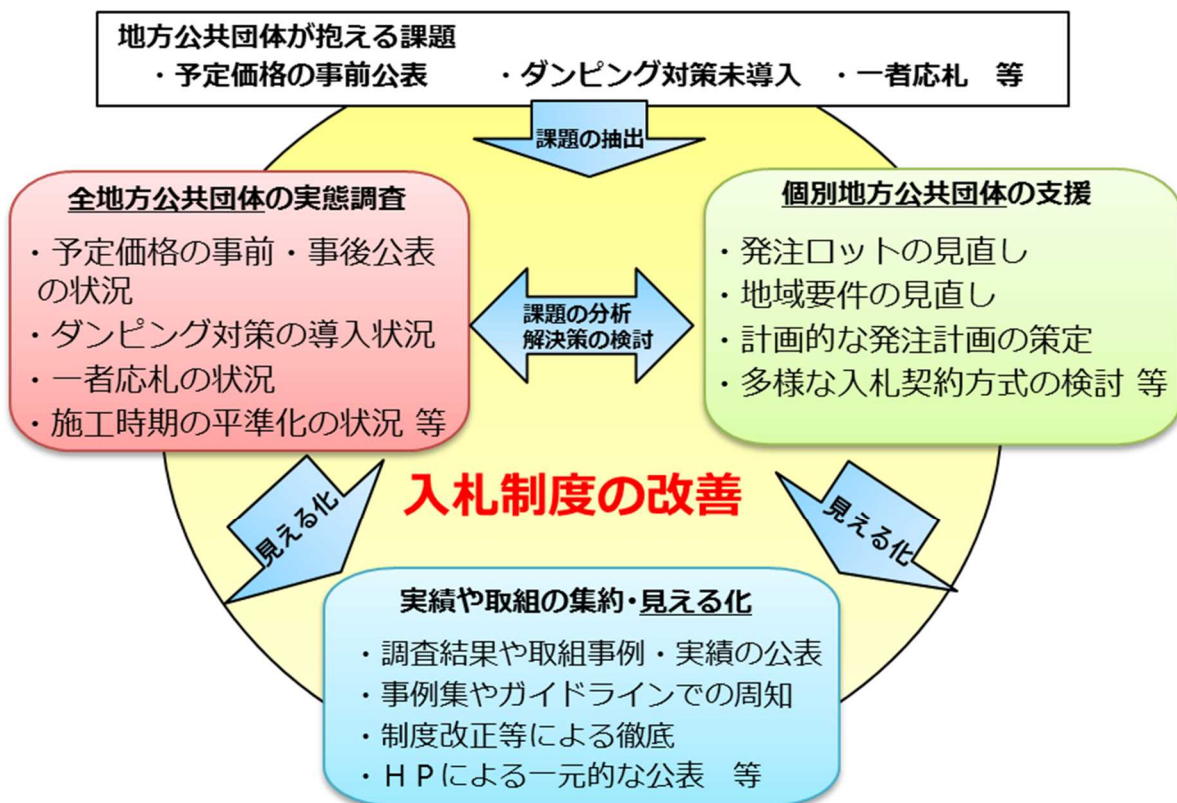 地方公共団体が抱える課題
・予定価格の事前公表　・ダンピング対策未導入　・一者応札　等
課題の抽出
全地方公共団体の実態調査
・予定価格の事前・事後公表
の状況
・ダンピング対策の導入状況
・一者応札の状況
・施工時期の平準化の状況 等
課題の分析
解決策の検討
個別地方公共団体の支援
・発注ロットの見直し
・地域要件の見直し
・計画的な発注計画の策定
・多様な入札契約方式の検討 等
入札制度の改善
見える化
見える化
実績や取組の集約・見える化
・調査結果や取組事例・実績の公表
・事例集やガイドラインでの周知
・制度改正等による徹底
・ＨＰによる一元的な公表　等